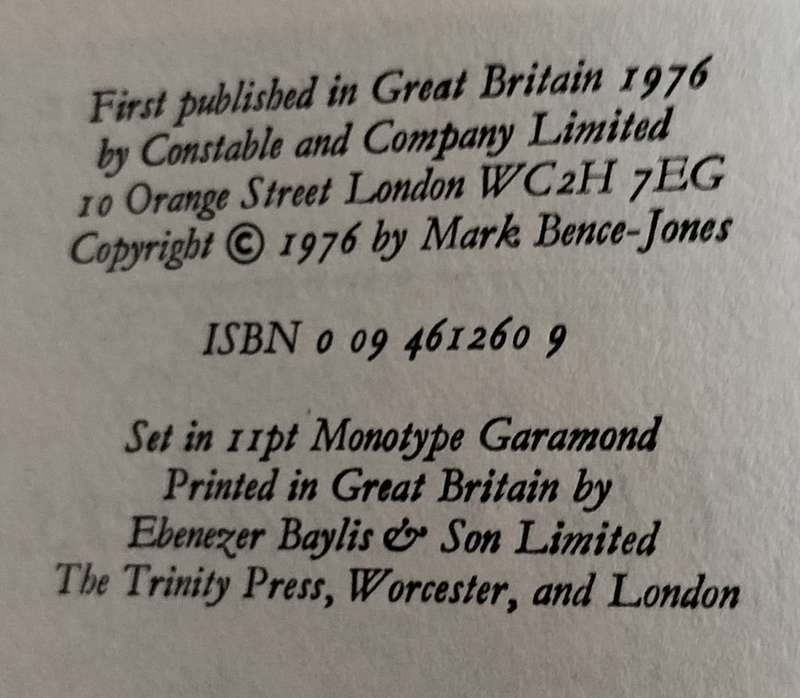 First published in Great Britain 1976
by Constable and Company Limited
10 Orange Street London WC2H 7EG
Copyright © 1976 by Mark Bence-Jones
ISBN 0 09 461260 9
Set in 11pt Monotype Garamond
Printed in Great Britain by
Ebenezer Baylis & Son Limited
The Trinity Press, Worcester, and London